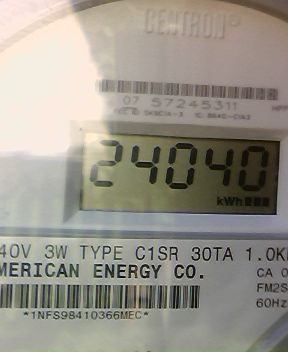 CENTRON®
07 57245311
24040
kWh
40V 3W TYPE C1SR 30TA 1.0K
MERICAN ENERGY CO.
CA 0
FM2S
60Hz
*1NFS98410366MEC*